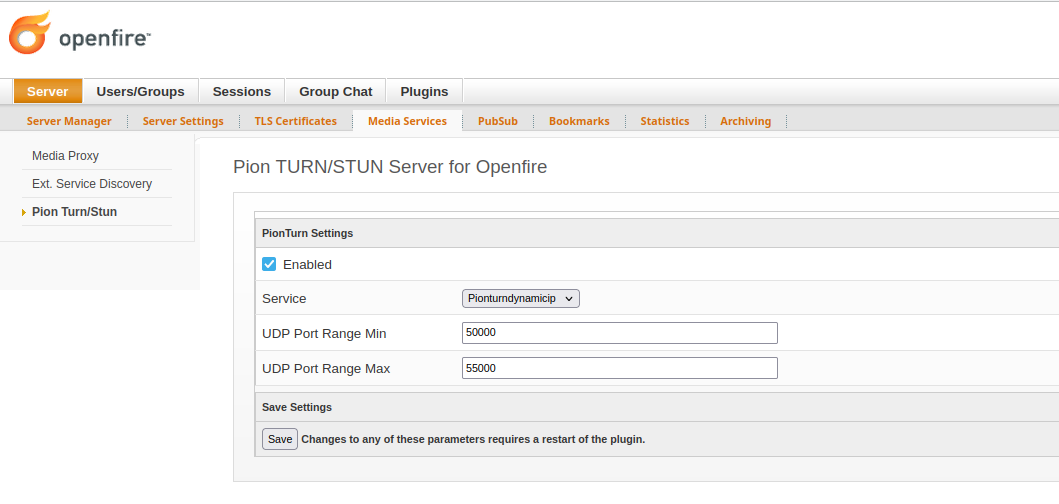 openfire™
Server Users/Groups Sessions Group Chat Plugins
Server Manager Server Settings TLS Certificates Media Services PubSub Bookmarks Statistics Archiving
Media Proxy
Ext. Service Discovery
Pion Turn/Stun
Pion TURN/STUN Server for Openfire
PionTurn Settings
Enabled
Service Pionturndynamicip
UDP Port Range Min 50000
UDP Port Range Max 55000
Save Settings
Save Changes to any of these parameters requires a restart of the plugin.